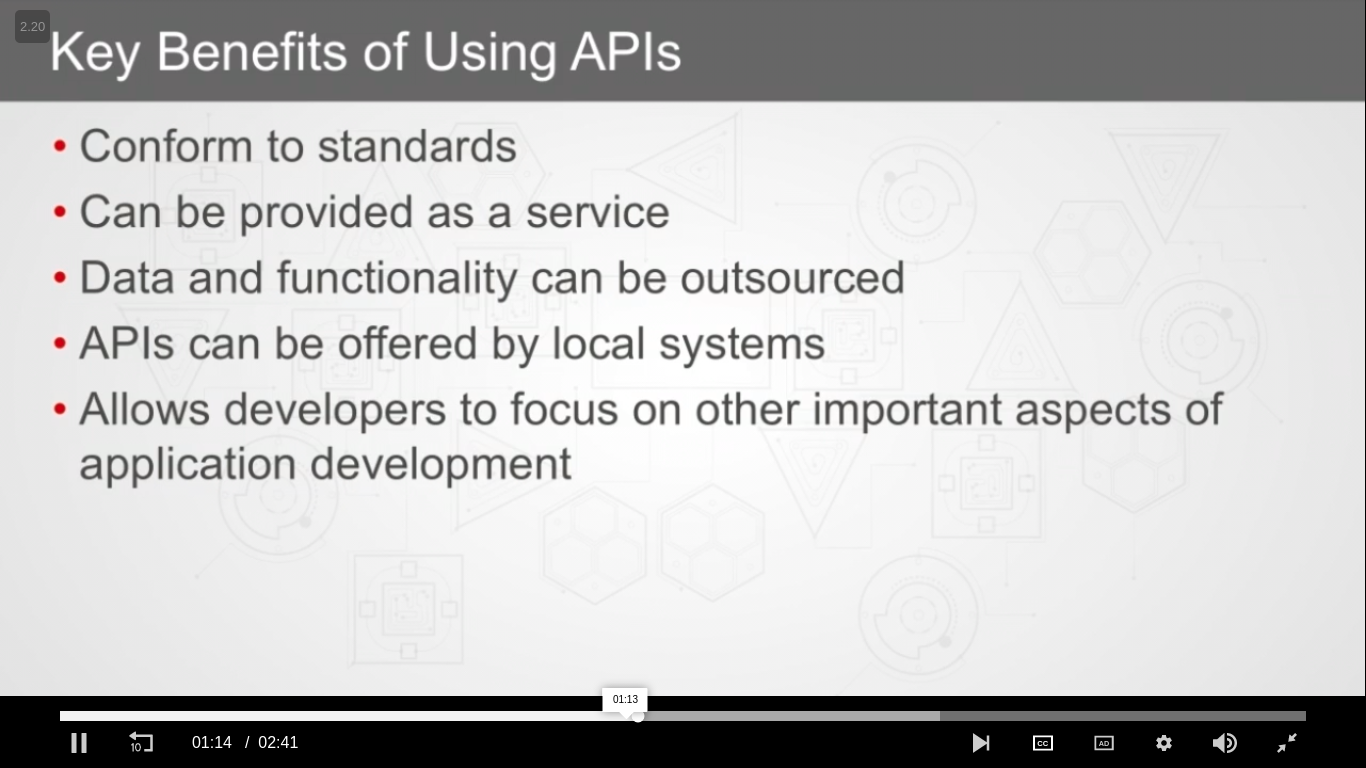 2.20
Key Benefits of Using APIs
• Conform to standards
• Can be provided as a service
• Data and functionality can be outsourced
• APIs can be offered by local systems
• Allows developers to focus on other important aspects of
application development
01:13
10
01:14 / 02:41
CC
AD